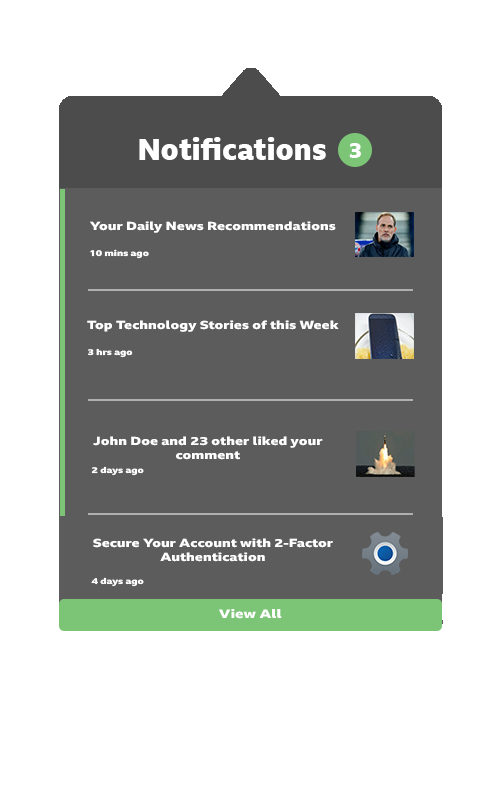 Notifications 3
Your Daily News Recommendations
10 mins ago
Top Technology Stories of this Week
3 hrs ago
John Doe and 23 other liked your
comment
2 days ago
Secure Your Account with 2-Factor
Authentication
4 days ago
View All